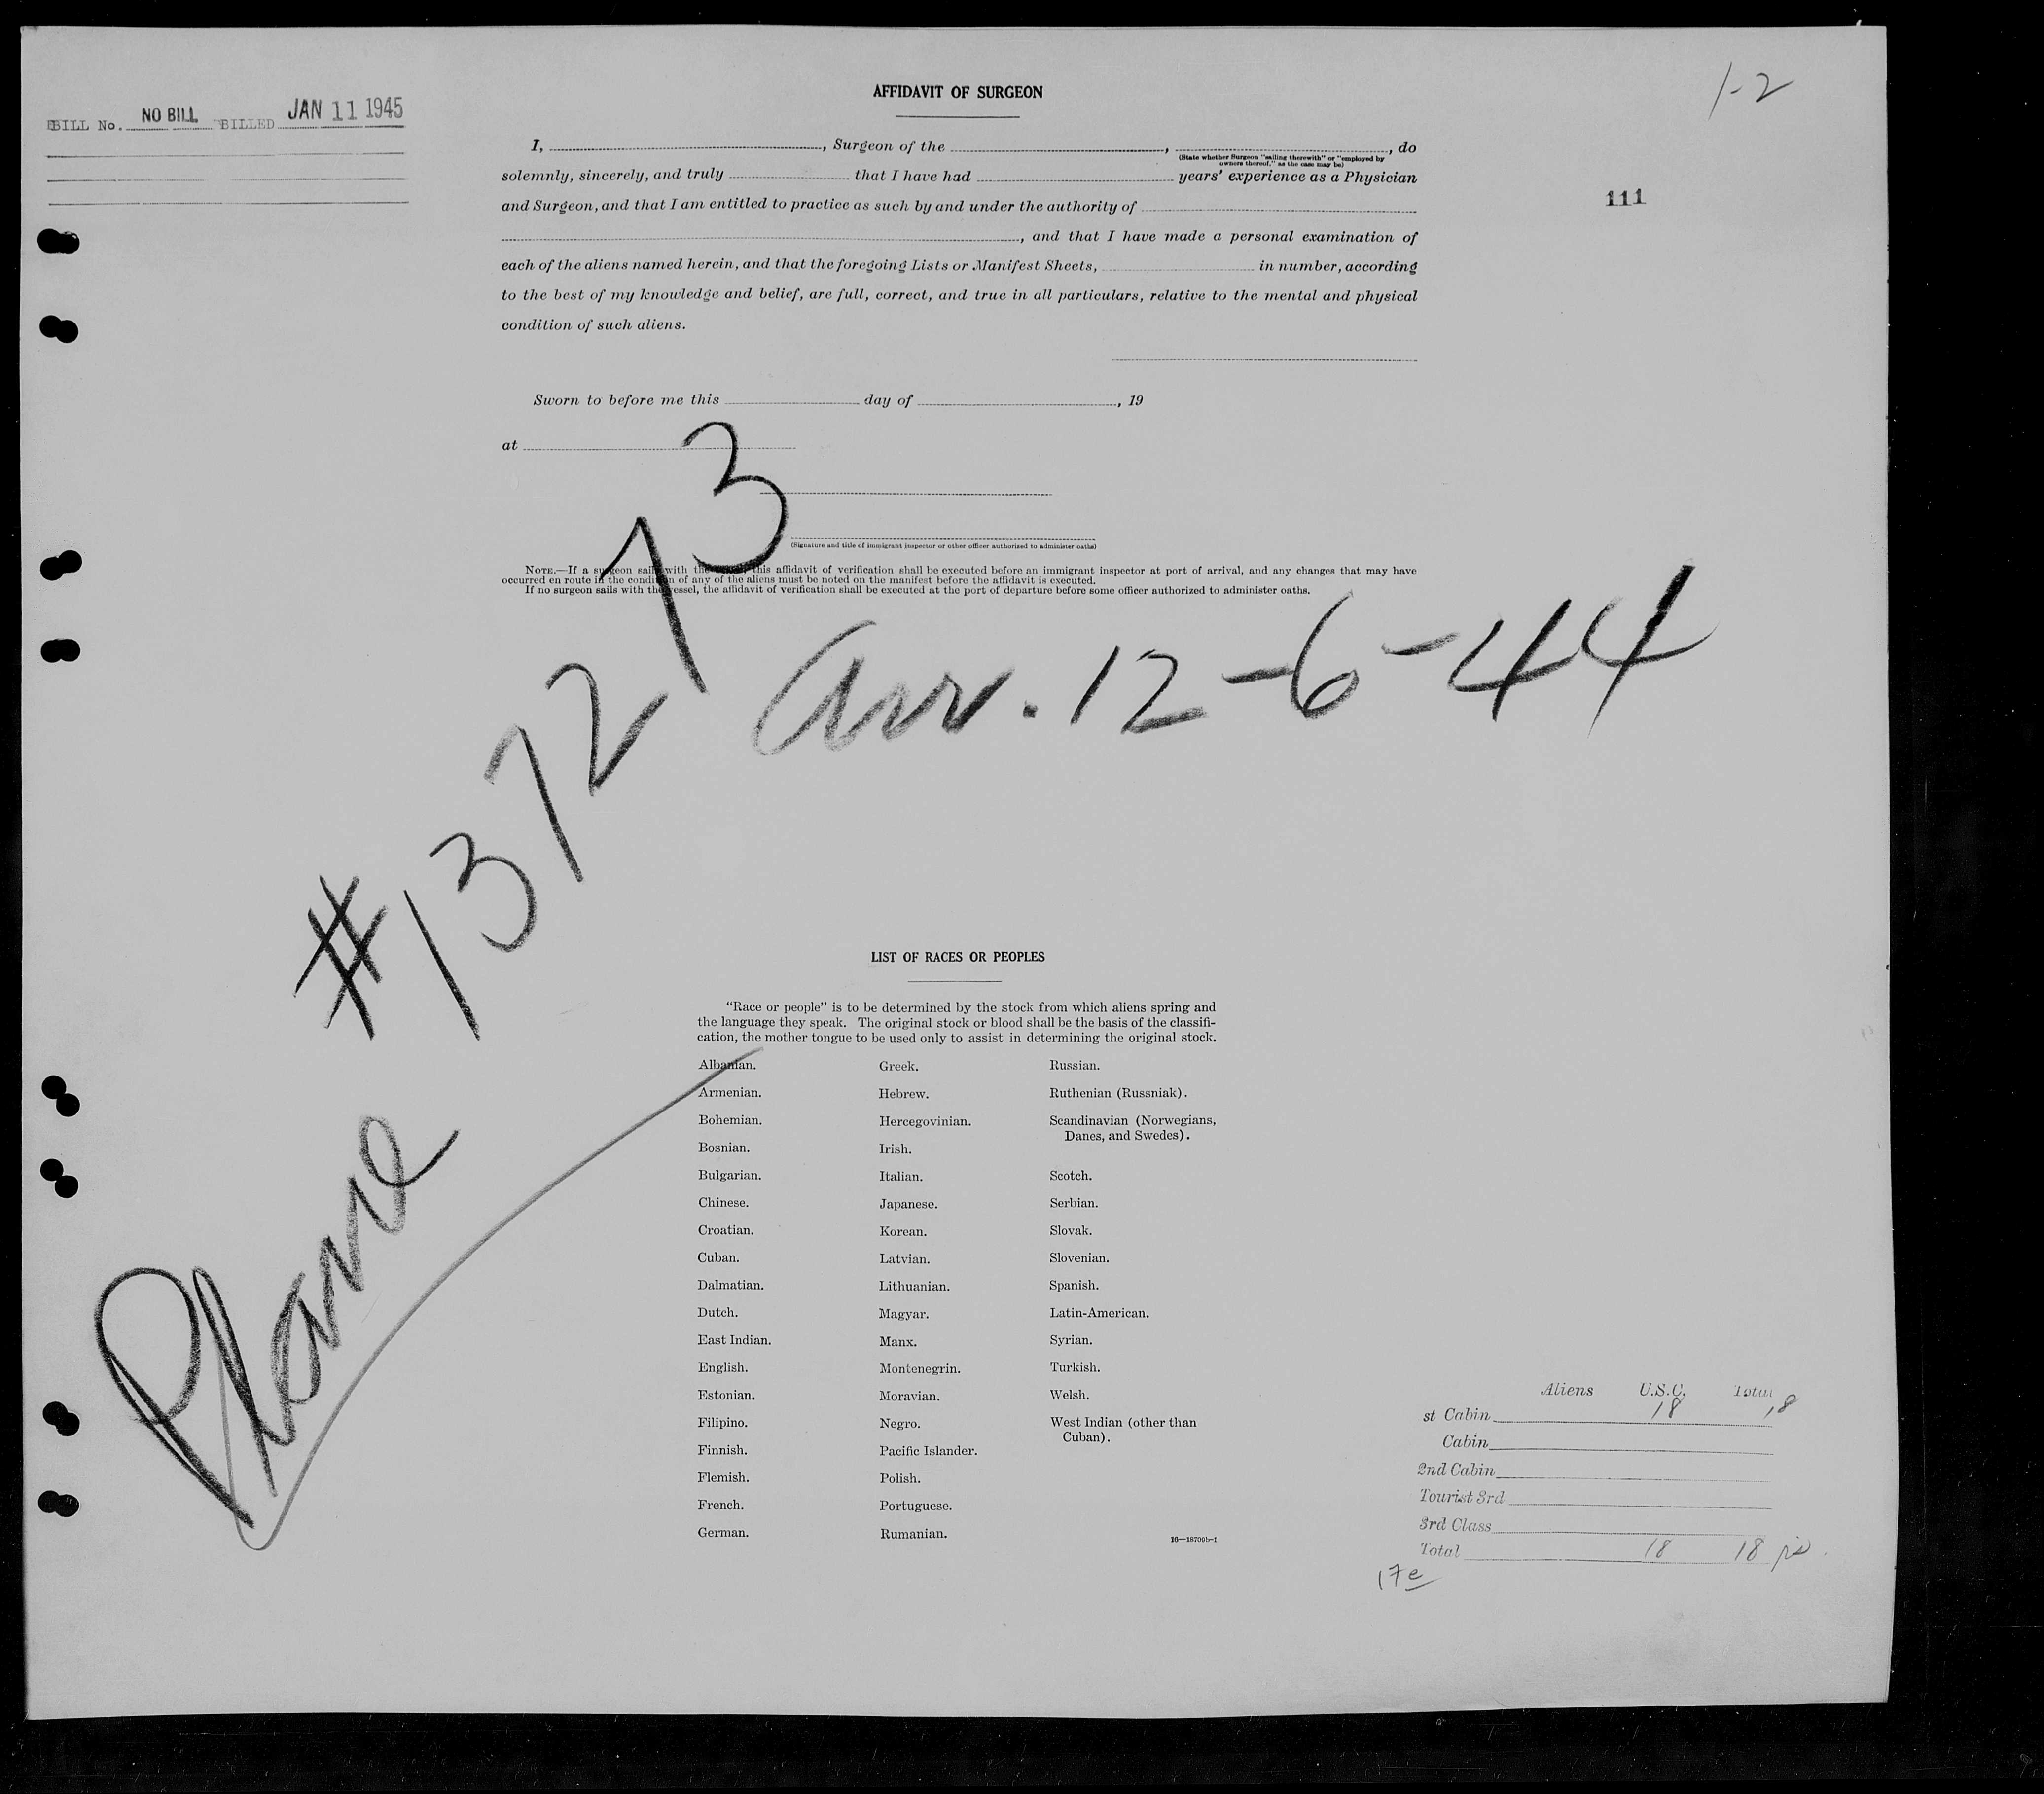 1-2
BILL No. NO BILL BILLED JAN 11 1945
AFFIDAVIT OF SURGEON
I, , Surgeon of the , , do
(State whether Surgeon "sailing therewith" or "employed by
owners thereof," as the case may be)
solemnly, sincerely, and truly that I have had years' experience as a Physician
111
and Surgeon, and that I am entitled to practice as such by and under the authority of
, and that I have made a personal examination of
each of the aliens named herein, and that the foregoing Lists or Manifest Sheets, in number, according
to the best of my knowledge and belief, are full, correct, and true in all particulars, relative to the mental and physical
condition of such aliens.
Sworn to before me this day of , 19
at
(Signature and title of immigrant inspector or other officer authorized to administer oaths)
NOTE.—If a surgeon sails with the this affidavit of verification shall be executed before an immigrant inspector at port of arrival, and any changes that may have
occurred en route in the condition of any of the aliens must be noted on the manifest before the affidavit is executed.
If no surgeon sails with the vessel, the affidavit of verification shall be executed at the port of departure before some officer authorized to administer oaths.
Arr. 12-6-44
Plane #137273
LIST OF RACES OR PEOPLES
"Race or people" is to be determined by the stock from which aliens spring and
the language they speak. The original stock or blood shall be the basis of the classifi-
cation, the mother tongue to be used only to assist in determining the original stock.
Albanian.
Armenian.
Bohemian.
Bosnian.
Bulgarian.
Chinese.
Croatian.
Cuban.
Dalmatian.
Dutch.
East Indian.
English.
Estonian.
Filipino.
Finnish.
Flemish.
French.
German.
Greek.
Hebrew.
Hercegovinian.
Irish.
Italian.
Japanese.
Korean.
Latvian.
Lithuanian.
Magyar.
Manx.
Montenegrin.
Moravian.
Negro.
Pacific Islander.
Polish.
Portuguese.
Rumanian.
Russian.
Ruthenian (Russniak).
Scandinavian (Norwegians,
Danes, and Swedes).
Scotch.
Serbian.
Slovak.
Slovenian.
Spanish.
Latin-American.
Syrian.
Turkish.
Welsh.
West Indian (other than
Cuban).
16—18709b-1
Aliens U.S.C. Total
st Cabin 18 18
Cabin
2nd Cabin
Tourist 3rd
3rd Class
Total 18 18
17e